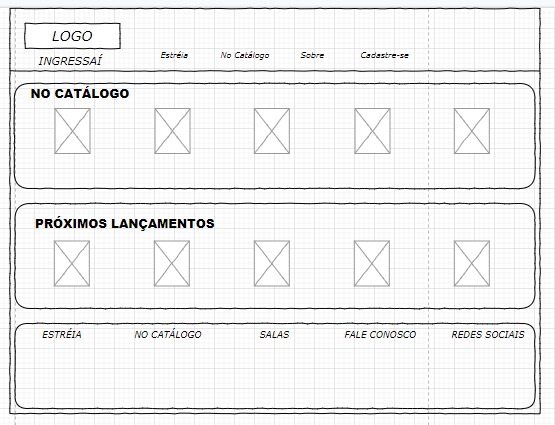 LOGO
INGRESSAÍ
Estréia No Catálogo Sobre Cadastre-se
NO CATÁLOGO
PRÓXIMOS LANÇAMENTOS
ESTRÉIA NO CATÁLOGO SALAS FALE CONOSCO REDES SOCIAIS